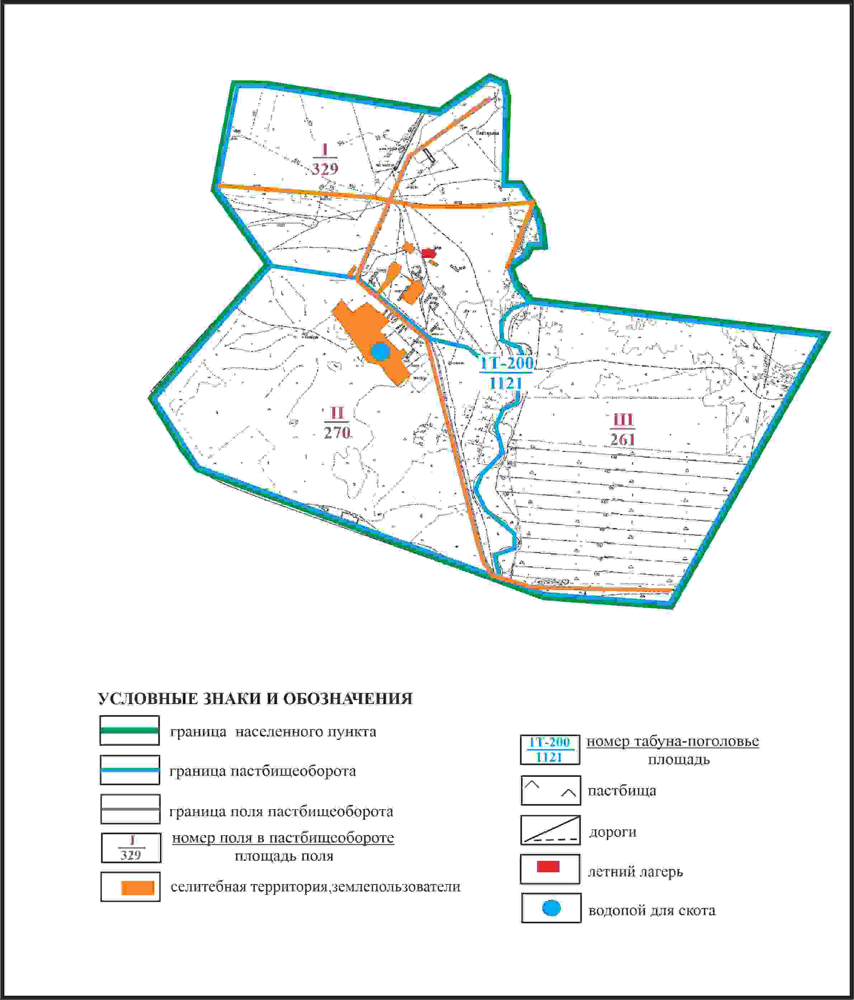 I
329
1Т-200
1121
II
270
III
261
УСЛОВНЫЕ ЗНАКИ И ОБОЗНАЧЕНИЯ
граница населенного пункта
граница пастбищеоборота
граница поля пастбищеоборота
I
329
номер поля в пастбищеобороте
площадь поля
селитебная территория,землепользователи
1Т-200
1121
номер табуна-поголовье
площадь
пастбища
дороги
летний лагерь
водопой для скота